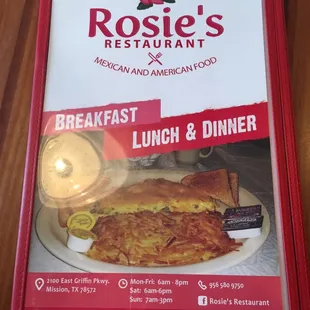 Rosie's
RESTAURANT
MEXICAN AND AMERICAN FOOD
BREAKFAST
LUNCH & DINNER
2100 East Griffin Pkwy.
Mission, TX 78572
Mon-Fri: 6am - 8pm
Sat: 6am-6pm
Sun: 7am-3pm
956 580 9750
Rosie's Restaurant